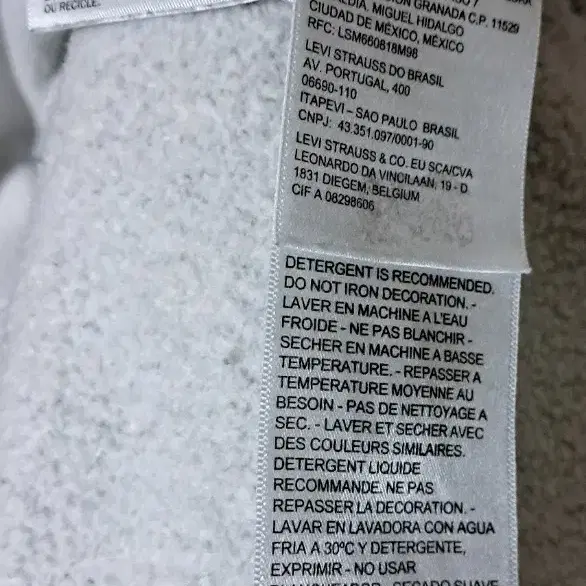 OU RECICLE.
GRANADA C.P. 11529
MIGUEL HIDALGO
CIUDAD DE MÉXICO, MÉXICO
RFC: LSM660818M98
LEVI STRAUSS DO BRASIL
AV. PORTUGAL, 400
06690-110
ITAPEVI – SAO PAULO BRASIL
CNPJ: 43.351.097/0001-90
LEVI STRAUSS & CO. EU SCA/CVA
LEONARDO DA VINCILAAN, 19 - D
1831 DIEGEM, BELGIUM
CIF A 08298606
DETERGENT IS RECOMMENDED.
DO NOT IRON DECORATION. -
LAVER EN MACHINE A L'EAU
FROIDE - NE PAS BLANCHIR -
SECHER EN MACHINE A BASSE
TEMPERATURE. - REPASSER A
TEMPERATURE MOYENNE AU
BESOIN - PAS DE NETTOYAGE A
SEC. - LAVER ET SECHER AVEC
DES COULEURS SIMILAIRES.
DETERGENT LIQUIDE
RECOMMANDE. NE PAS
REPASSER LA DECORATION. -
LAVAR EN LAVADORA CON AGUA
FRIA A 30ºC Y DETERGENTE,
EXPRIMIR - NO USAR
SECADO SUAVE